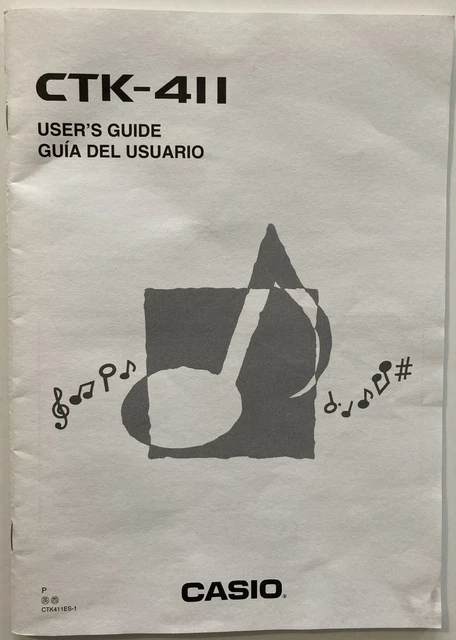 CTK-411
USER'S GUIDE
GUÍA DEL USUARIO
P
CTK411ES-1
CASIO®